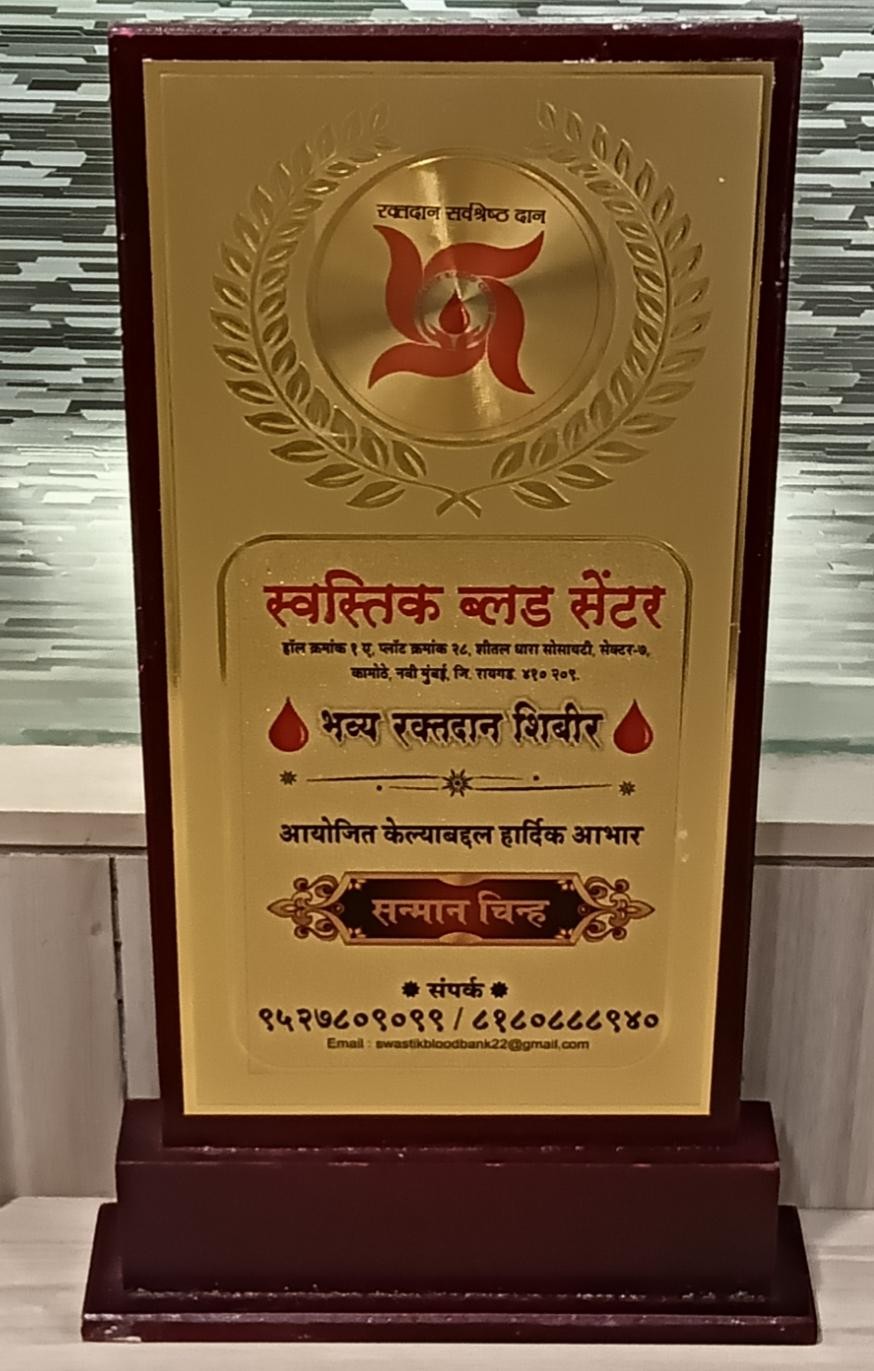 रक्तदान सर्वश्रेष्ठ दान
स्वस्तिक ब्लड सेंटर
हॉल क्रमांक १ ए, प्लॉट क्रमांक २८, शीतल धारा सोसायटी, सेक्टर-७,
कामोठे, नवी मुंबई, जि. रायगड. ४१० २०९.
भव्य रक्तदान शिबीर
आयोजित केल्याबद्दल हार्दिक आभार
सन्मान चिन्ह
संपर्क
९५२७८०९०९९ / ८१८०८८८९४०
Email : swastikbloodbank22@gmail.com